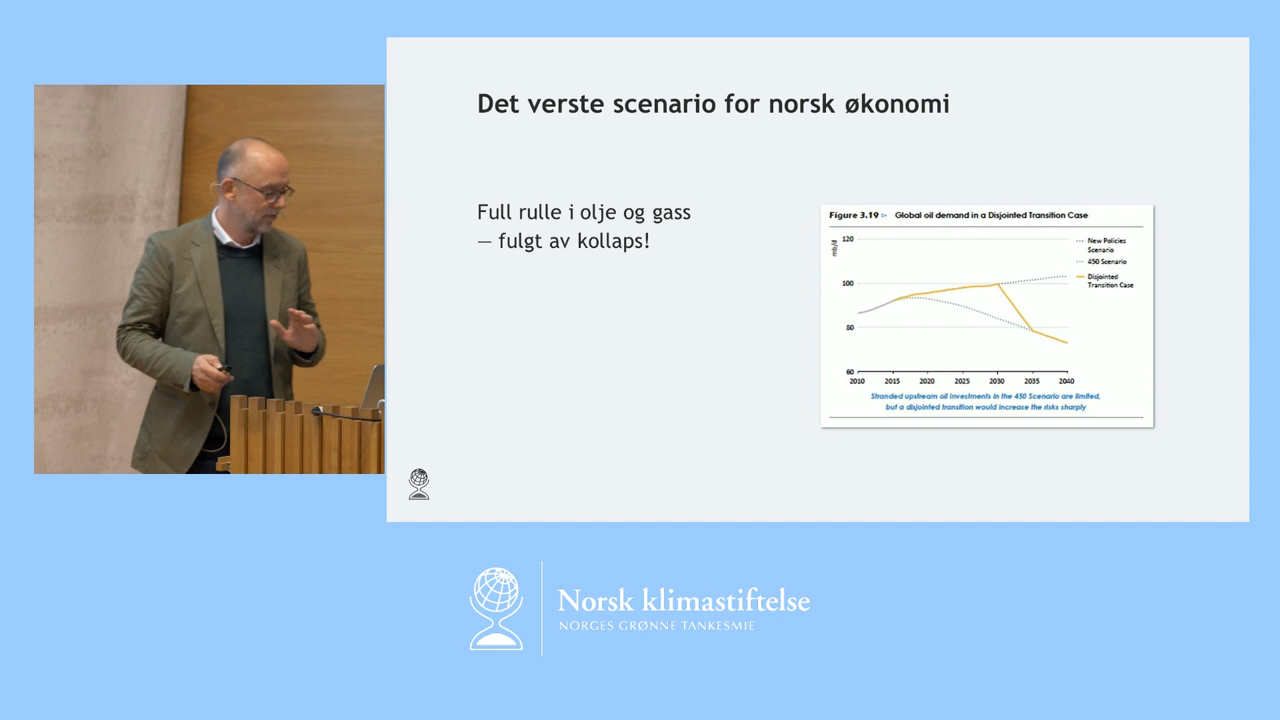 Det verste scenario for norsk økonomi
Full rulle i olje og gass
— fulgt av kollaps!
Figure 3.19 ▷ Global oil demand in a Disjointed Transition Case
mb/d
120
100
80
60
2010 2015 2020 2025 2030 2035 2040
New Policies
Scenario
450 Scenario
Disjointed
Transition Case
Stranded upstream oil investments in the 450 Scenario are limited,
but a disjointed transition would increase the risks sharply
Norsk klimastiftelse
NORGES GRØNNE TANKESMIE